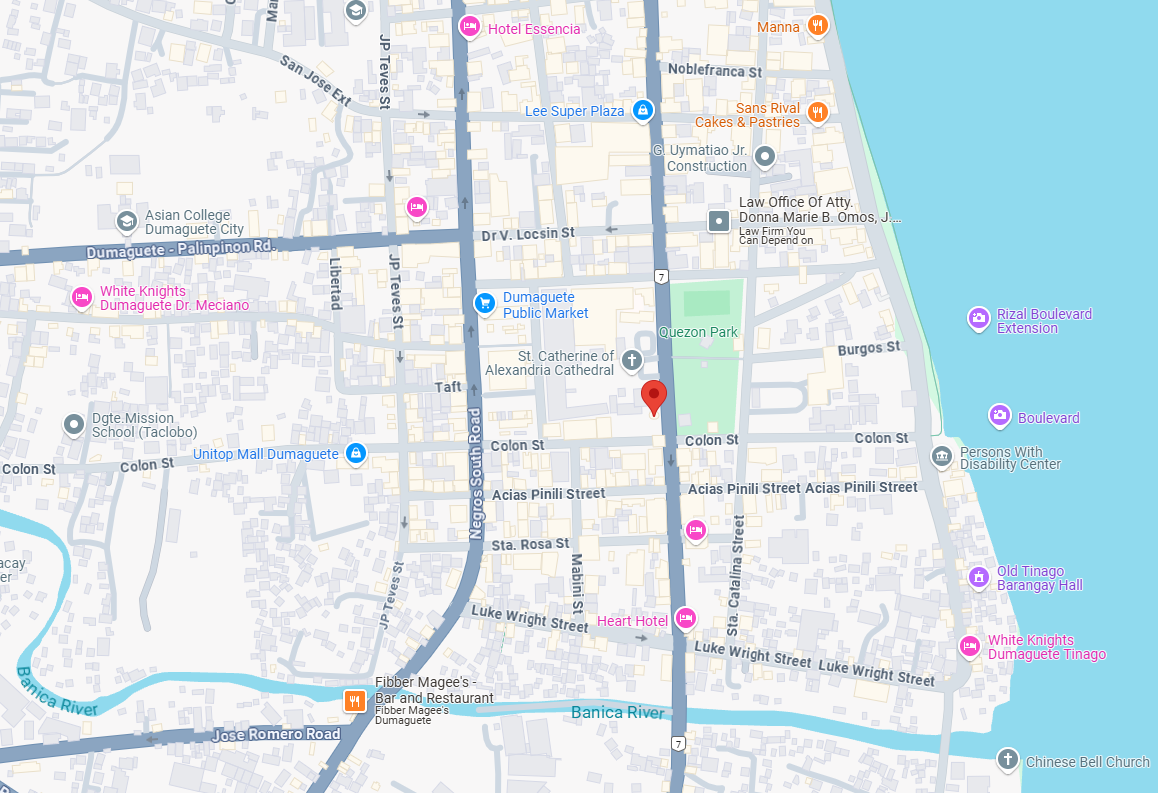 Hotel Essencia
Manna
JP Teves St
San Jose Ext
Noblefranca St
Lee Super Plaza
Sans Rival
Cakes & Pastries
G. Uymatiao Jr.
Construction
Asian College
Dumaguete City
Law Office Of Atty.
Donna Marie B. Omos, J....
Law Firm You
Can Depend on
Dr V. Locsin St
Dumaguete - Palinpinon Rd.
Libertad
JP Teves St
7
White Knights
Dumaguete Dr. Meciano
Dumaguete
Public Market
Quezon Park
Rizal Boulevard
Extension
St. Catherine of
Alexandria Cathedral
Burgos St
Taft
Dgte.Mission
School (Taclobo)
Boulevard
Negros South Road
Unitop Mall Dumaguete
Colon St
Colon St
Colon St
Colon St
Colon St
Persons With
Disability Center
Acias Pinili Street
Acias Pinili Street
Acias Pinili Street
Sta. Rosa St
Mabini St
Sta. Catalina Street
acay
er
JP Teves St
Old Tinago
Barangay Hall
Luke Wright Street
Heart Hotel
Luke Wright Street
Luke Wright Street
White Knights
Dumaguete Tinago
Banica River
Fibber Magee's -
Bar and Restaurant
Fibber Magee's
Dumaguete
Banica River
Jose Romero Road
7
Chinese Bell Church